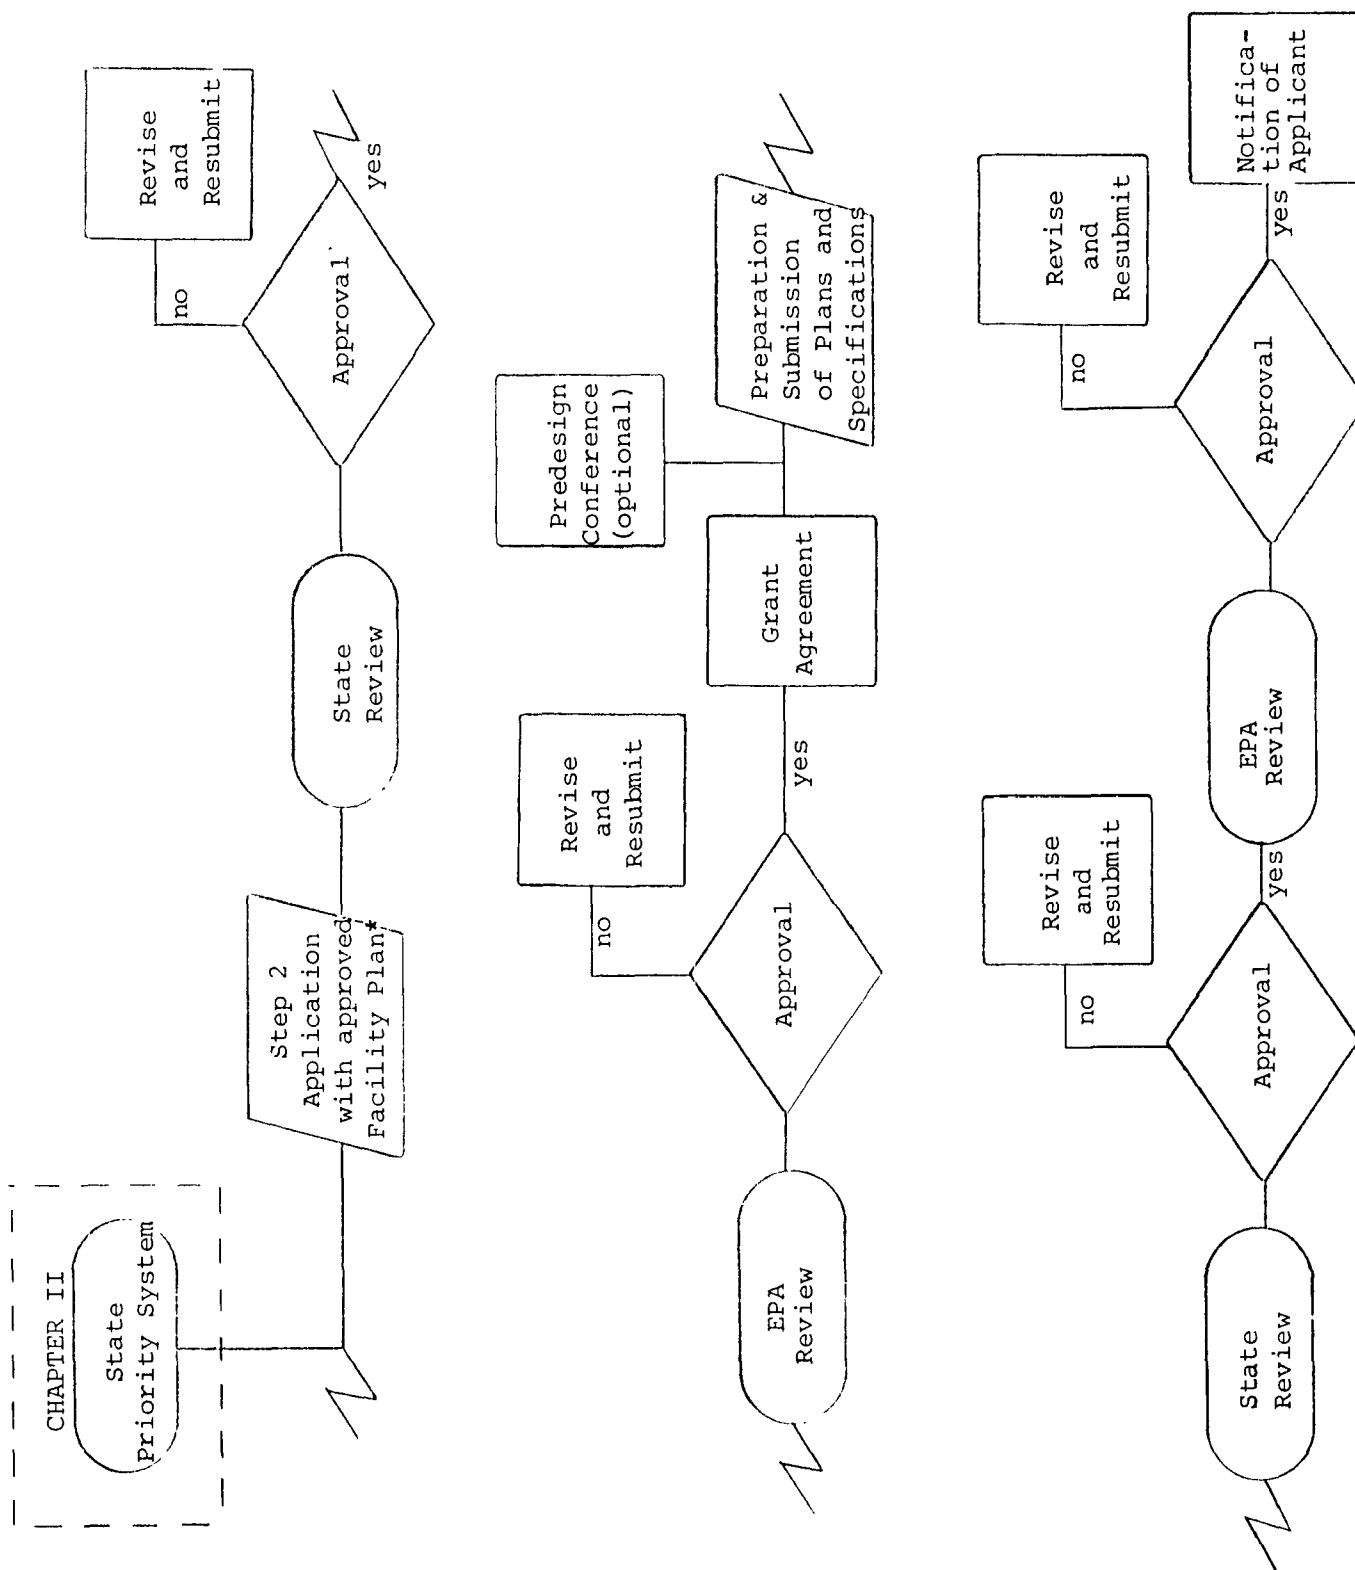 CHAPTER II
State
Priority System
Step 2
Application
with approved
Facility Plan*
State
Review
Approval
no
Revise
and
Resubmit
yes
EPA
Review
Approval
no
Revise
and
Resubmit
yes
Grant
Agreement
Predesign
Conference
(optional)
Preparation &
Submission
of Plans and
Specifications
State
Review
Approval
no
Revise
and
Resubmit
yes
EPA
Review
Approval
no
Revise
and
Resubmit
yes
Notifica-
tion of
Applicant